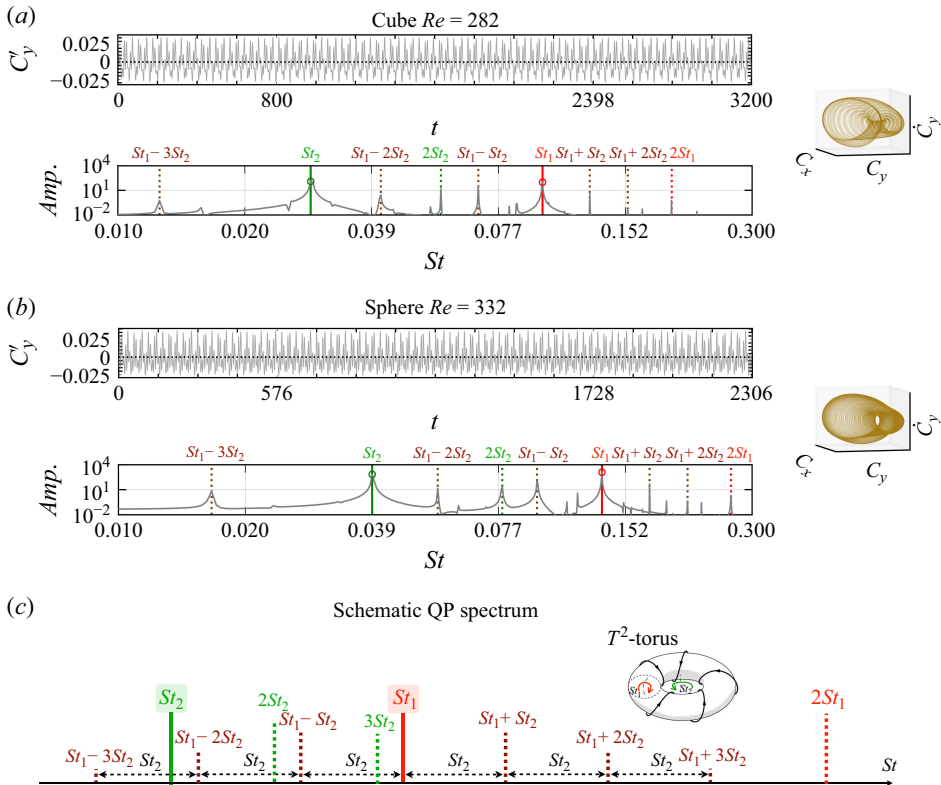 (a)
Cube Re = 282
C′y
0.025
0
−0.025
0 800 2398 3200
t
Ċy
Cx
Cy
St1− 3St2 St2 St1− 2St2 2St2 St1− St2 St1 St1+ St2 St1+ 2St2 2St1
Amp.
10^4
10^1
10^−2
0.010 0.020 0.039 0.077 0.152 0.300
St
(b)
Sphere Re = 332
C′y
0.025
0
−0.025
0 576 1728 2306
t
Ċy
Cx
Cy
St1− 3St2 St2 St1− 2St2 2St2 St1− St2 St1 St1+ St2 St1+ 2St2 2St1
Amp.
10^4
10^1
10^−2
0.010 0.020 0.039 0.077 0.152 0.300
St
(c)
Schematic QP spectrum
T²-torus
St1 St2
St2 2St2 St1− St2 3St2 St1 St1+ St2 2St1
St1− 3St2 St1− 2St2 St1+ 2St2 St1+ 3St2
St2 St2 St2 St2 St2 St2 St